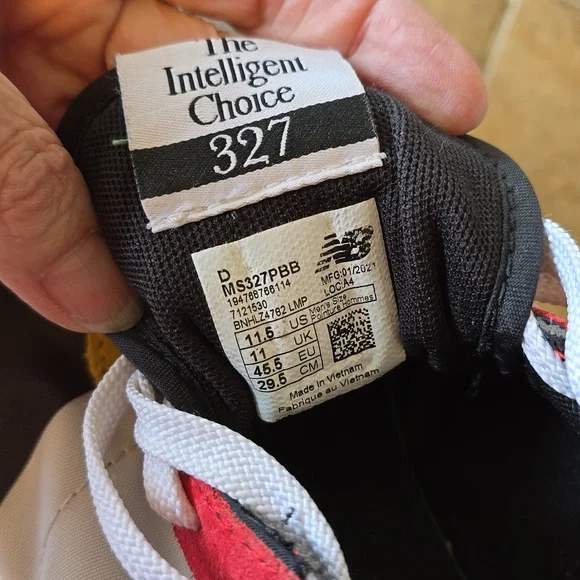 The
Intelligent
Choice
327
D
MS327PBB
194768766114
7121530
BNHLZ4762 LMP
MFG:01/2021
LOC:A4
11.5 US Men's Size
Pointure Hommes
11 UK
45.5 EU
29.5 CM
Made in Vietnam
Fabrique au Vietnam